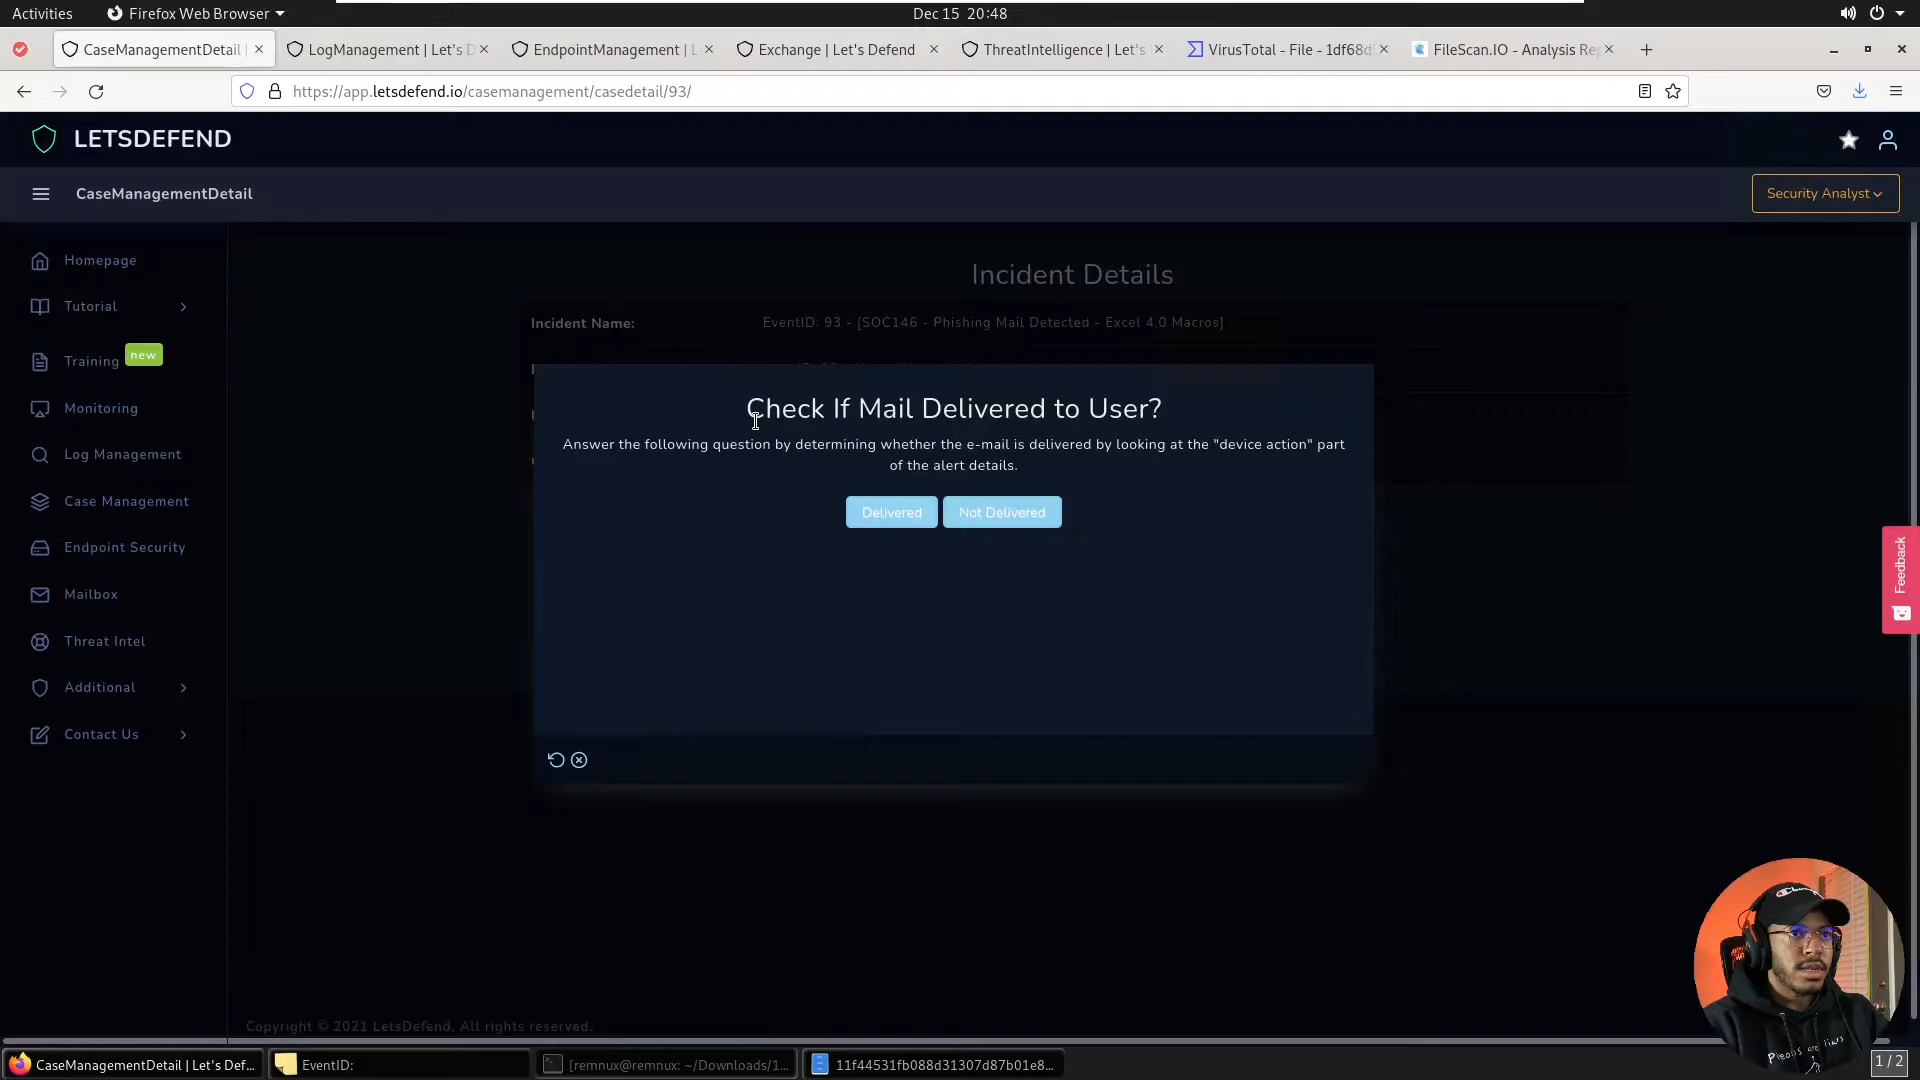 Activities
Firefox Web Browser
Dec 15 20:48
CaseManagementDetail |
LogManagement | Let's D
EndpointManagement | L
Exchange | Let's Defend
ThreatIntelligence | Let's
VirusTotal - File - 1df68d
FileScan.IO - Analysis Re
https://app.letsdefend.io/casemanagement/casedetail/93/
LETSDEFEND
CaseManagementDetail
Security Analyst
Homepage
Tutorial
Training new
Monitoring
Log Management
Case Management
Endpoint Security
Mailbox
Threat Intel
Additional
Contact Us
Incident Details
Incident Name:
EventID: 93 - [SOC146 - Phishing Mail Detected - Excel 4.0 Macros]
Check If Mail Delivered to User?
Answer the following question by determining whether the e-mail is delivered by looking at the "device action" part
of the alert details.
Delivered
Not Delivered
Feedback
Copyright © 2021 LetsDefend, All rights reserved.
CaseManagementDetail | Let's Def...
EventID:
[remnux@remnux: ~/Downloads/1...
11f44531fb088d31307d87b01e8...
1 / 2